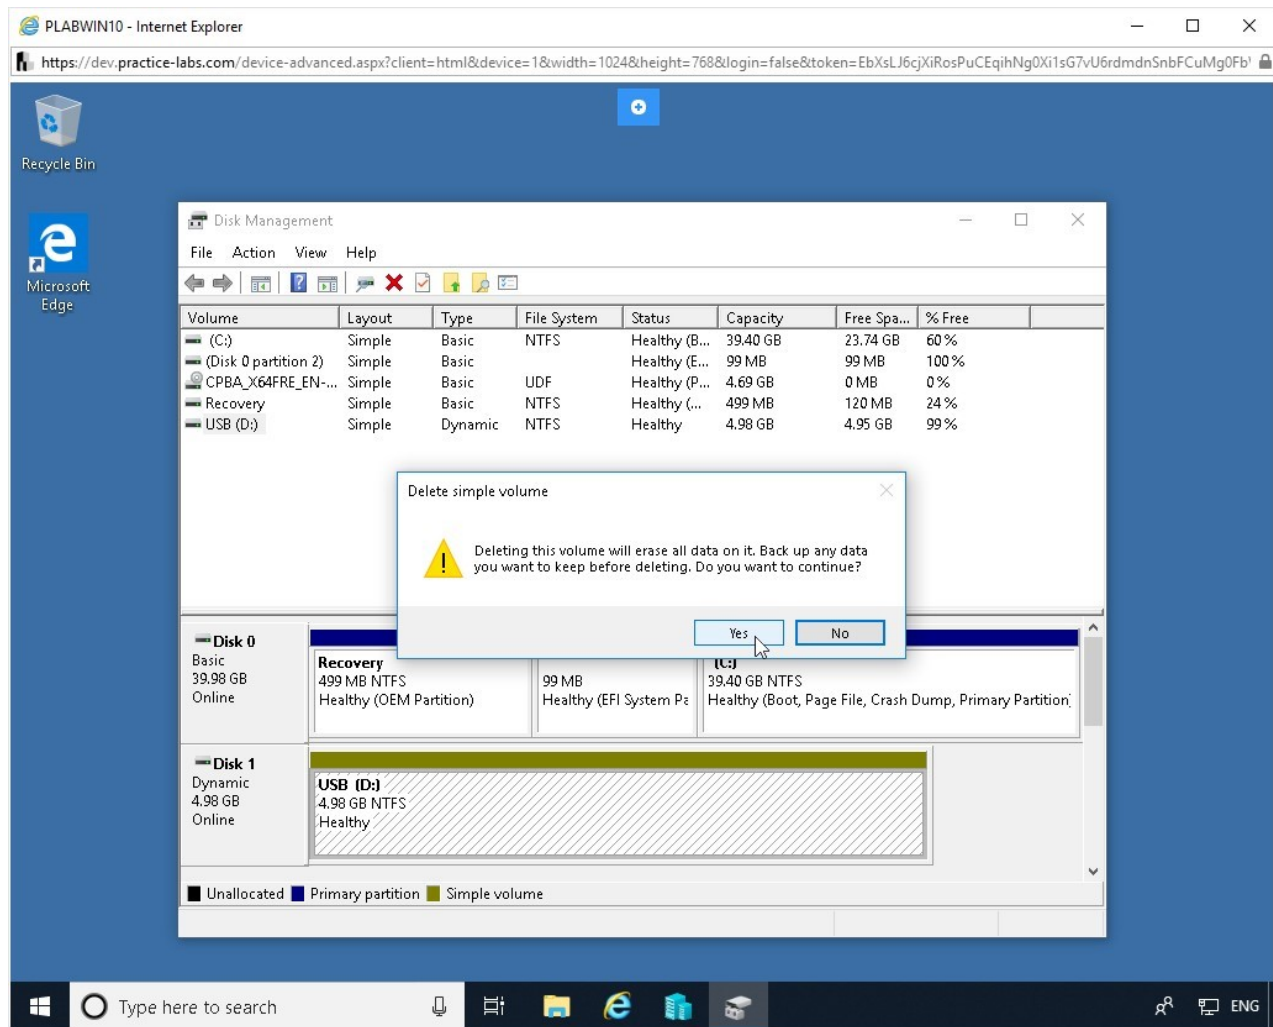 PLABWIN10 - Internet Explorer
https://dev.practice-labs.com/device-advanced.aspx?client=html&device=1&width=1024&height=768&login=false&token=EbXsLJ6cjXiRosPuCEqihNg0Xi1sG7vU6rdmdnSnbFCuMg0Fb
Recycle Bin
Microsoft
Edge
Disk Management
File Action View Help
Volume Layout Type File System Status Capacity Free Spa... % Free
(C:) Simple Basic NTFS Healthy (B... 39.40 GB 23.74 GB 60 %
(Disk 0 partition 2) Simple Basic Healthy (E... 99 MB 99 MB 100 %
CPBA_X64FRE_EN-... Simple Basic UDF Healthy (P... 4.69 GB 0 MB 0 %
Recovery Simple Basic NTFS Healthy (... 499 MB 120 MB 24 %
USB (D:) Simple Dynamic NTFS Healthy 4.98 GB 4.95 GB 99 %
Delete simple volume
Deleting this volume will erase all data on it. Back up any data
you want to keep before deleting. Do you want to continue?
Yes No
Disk 0
Basic
39.98 GB
Online
Recovery
499 MB NTFS
Healthy (OEM Partition)
99 MB
Healthy (EFI System Pa
(C:)
39.40 GB NTFS
Healthy (Boot, Page File, Crash Dump, Primary Partition)
Disk 1
Dynamic
4.98 GB
Online
USB (D:)
4.98 GB NTFS
Healthy
Unallocated Primary partition Simple volume
Type here to search
ENG